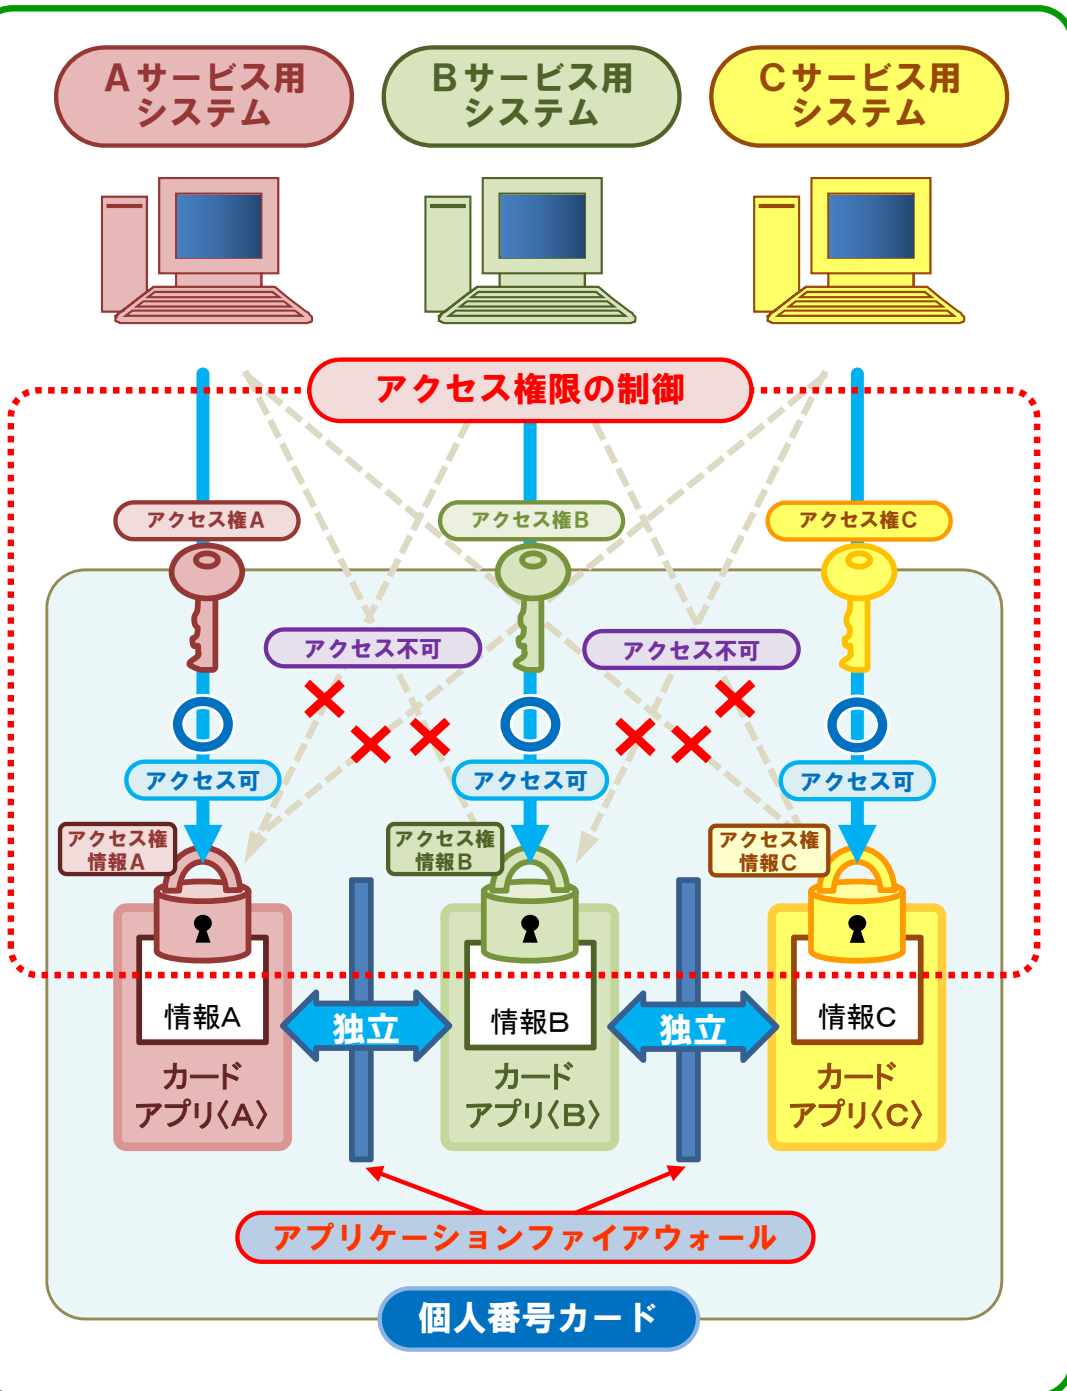 Aサービス用
システム
Bサービス用
システム
Cサービス用
システム
アクセス権限の制御
アクセス権A
アクセス権B
アクセス権C
アクセス不可
アクセス不可
アクセス可
アクセス可
アクセス可
アクセス権
情報A
アクセス権
情報B
アクセス権
情報C
情報A
独立
情報B
独立
情報C
カード
アプリ〈A〉
カード
アプリ〈B〉
カード
アプリ〈C〉
アプリケーションファイアウォール
個人番号カード